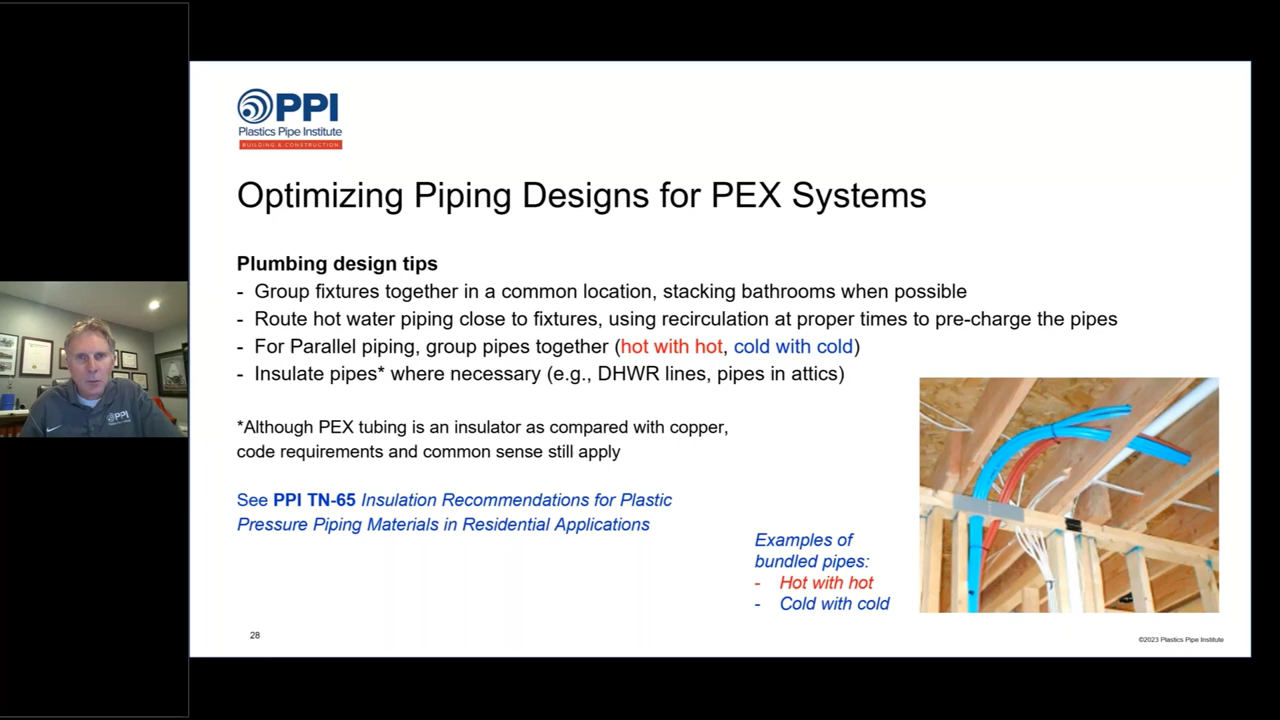 PPI
Plastics Pipe Institute
BUILDING & CONSTRUCTION
Optimizing Piping Designs for PEX Systems
Plumbing design tips
- Group fixtures together in a common location, stacking bathrooms when possible
- Route hot water piping close to fixtures, using recirculation at proper times to pre-charge the pipes
- For Parallel piping, group pipes together (hot with hot, cold with cold)
- Insulate pipes* where necessary (e.g., DHWR lines, pipes in attics)
*Although PEX tubing is an insulator as compared with copper,
code requirements and common sense still apply
See PPI TN-65 Insulation Recommendations for Plastic
Pressure Piping Materials in Residential Applications
Examples of
bundled pipes:
- Hot with hot
- Cold with cold
28
©2023 Plastics Pipe Institute
PPI